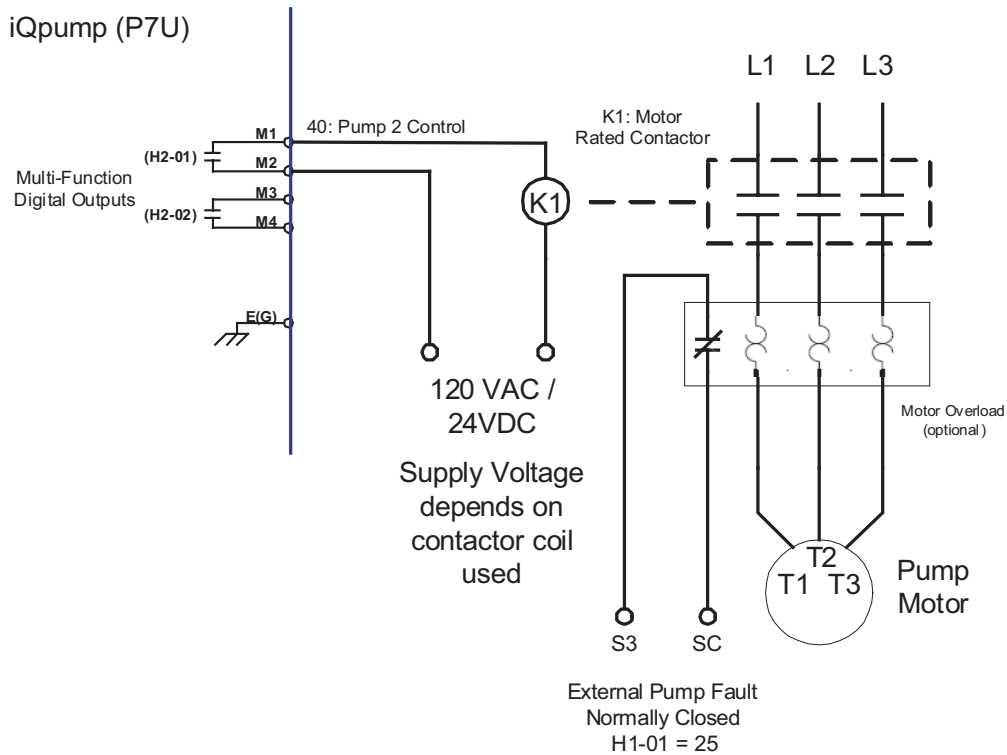 iQpump (P7U)
L1 L2 L3
M1
40: Pump 2 Control
K1: Motor
Rated Contactor
(H2-01)
M2
Multi-Function
Digital Outputs
M3
(H2-02)
M4
K1
E(G)
120 VAC /
24VDC
Supply Voltage
depends on
contactor coil
used
Motor Overload
(optional)
T1 T2 T3
Pump
Motor
S3 SC
External Pump Fault
Normally Closed
H1-01 = 25